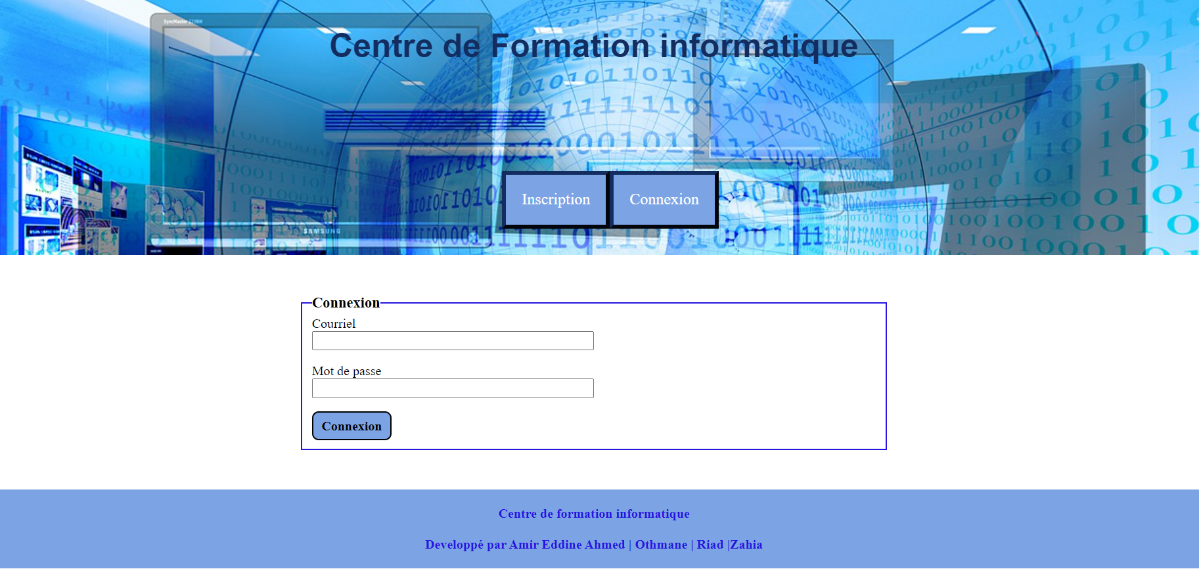 Centre de Formation informatique
Inscription
Connexion
SAMSUNG
Connexion
Courriel
Mot de passe
Connexion
Centre de formation informatique
Developpé par Amir Eddine Ahmed | Othmane | Riad |Zahia